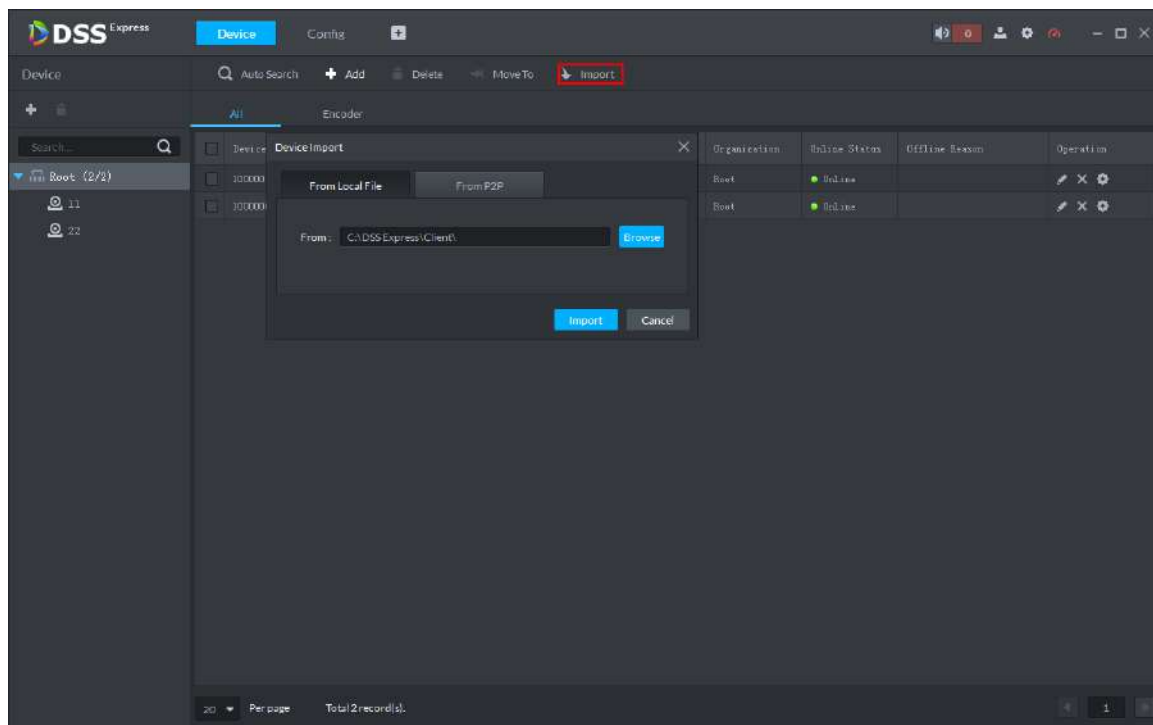 DSS Express Device Config 0
Device Auto Search Add Delete Move To Import
All Encoder
Search... Device Device Import Organization Online Status Offline Reason Operation
Root (2/2) From Local File From P2P Root Online
11 Root Online
22 From : C:\DSS Express\Client\ Browse
Import Cancel
20 Per page Total 2 record(s). 1